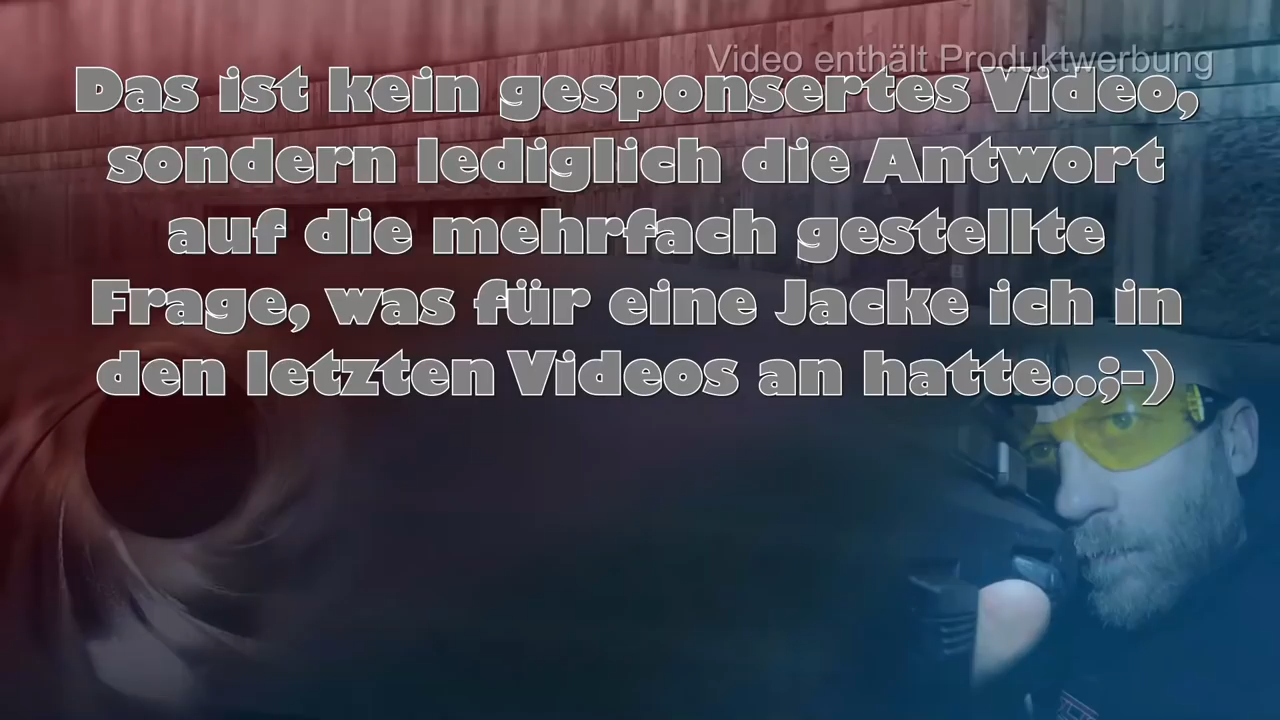 Video enthält Produktwerbung
Das ist kein gesponsertes Video,
sondern lediglich die Antwort
auf die mehrfach gestellte
Frage, was für eine Jacke ich in
den letzten Videos an hatte..;-)